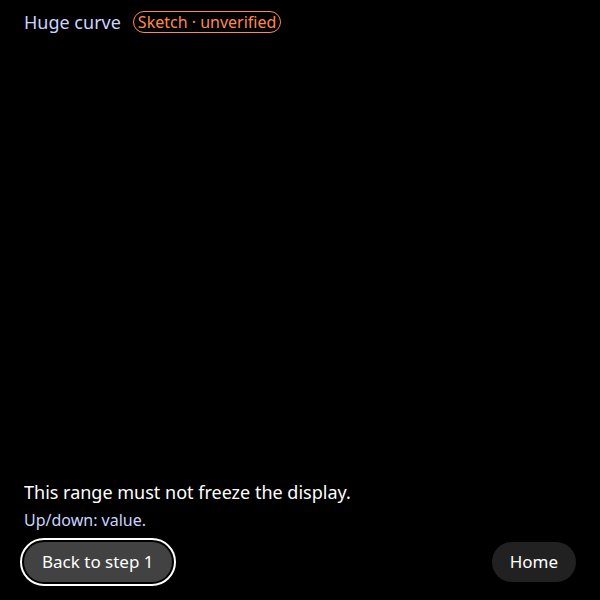 Huge curve
Sketch · unverified
This range must not freeze the display.
Up/down: value.
Back to step 1
Home